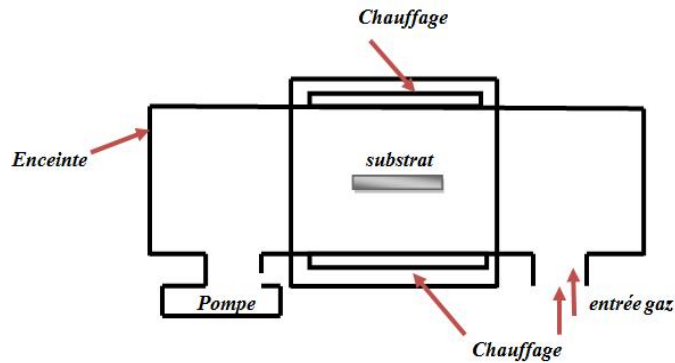 Chauffage
Enceinte
substrat
Pompe
entrée gaz
Chauffage